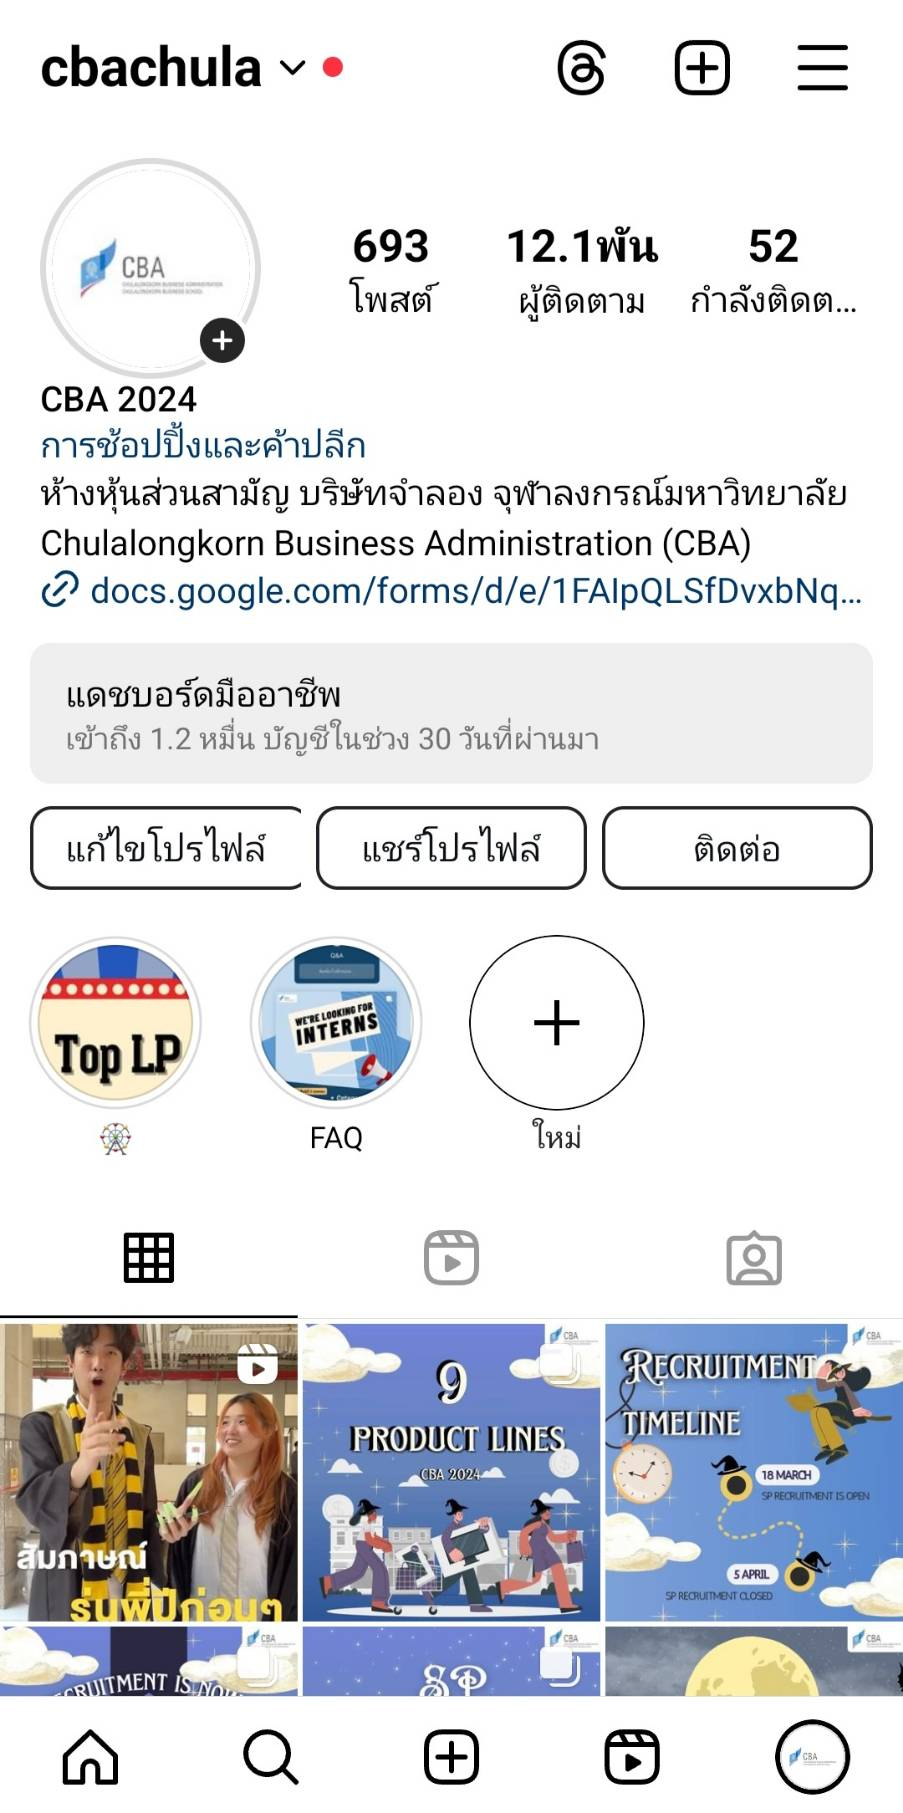 cbachula
693
โพสต์
12.1พัน
ผู้ติดตาม
52
กำลังติดต...
CBA
CHULALONGKORN BUSINESS ADMINISTRATION
CHULALONGKORN BUSINESS SCHOOL
CBA 2024
การช้อปปิ้งและค้าปลีก
ห้างหุ้นส่วนสามัญ บริษัทจำลอง จุฬาลงกรณ์มหาวิทยาลัย
Chulalongkorn Business Administration (CBA)
docs.google.com/forms/d/e/1FAIpQLSfDvxbNq...
แดชบอร์ดมืออาชีพ
เข้าถึง 1.2 หมื่น บัญชีในช่วง 30 วันที่ผ่านมา
แก้ไขโปรไฟล์
แชร์โปรไฟล์
ติดต่อ
Top LP
Q&A
WE'RE LOOKING FOR
INTERNS
FAQ
ใหม่
สัมภาษณ์
รุ่นพี่ปีก่อนๆ
CBA
9
PRODUCT LINES
CBA 2024
CBA
RECRUITMENT
TIMELINE
18 MARCH
SP RECRUITMENT IS OPEN
5 APRIL
SP RECRUITMENT CLOSED
CBA
CRUITMENT IS NOW
CBA
SP
CBA
CBA